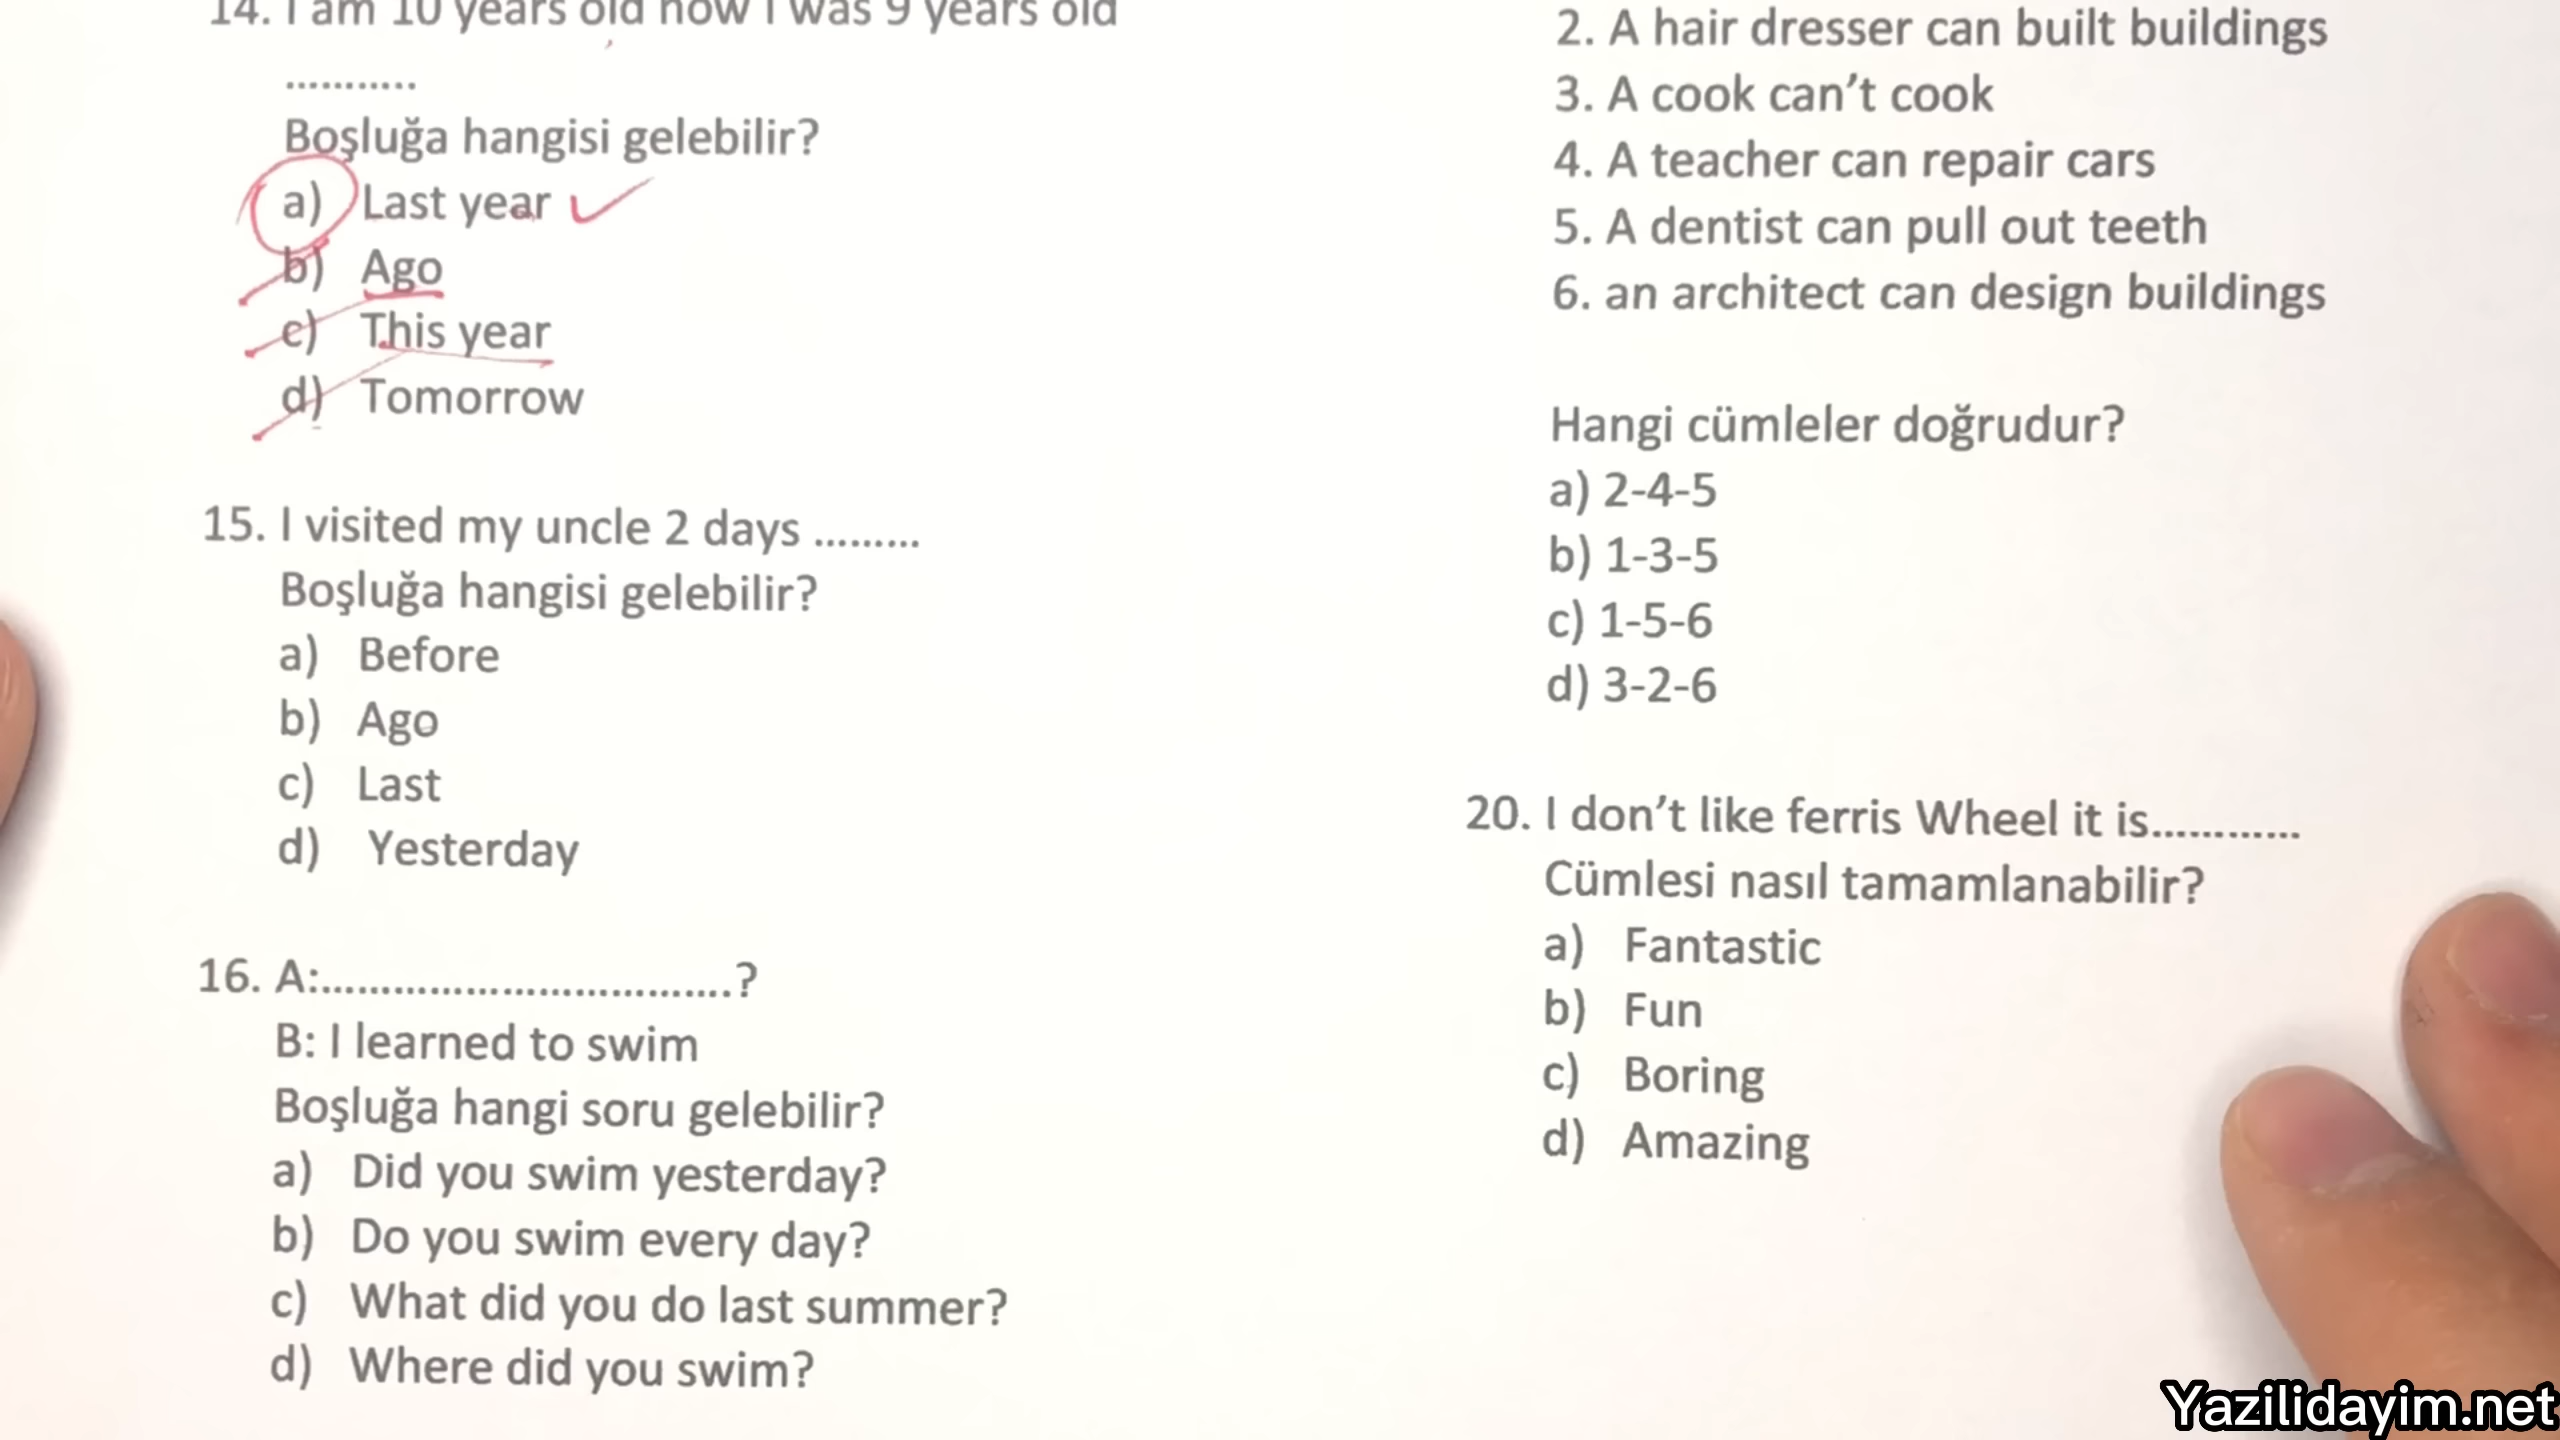 14. I am 10 years old now I was 9 years old
...........
Boşluğa hangisi gelebilir?
a) Last year
b) Ago
c) This year
d) Tomorrow
15. I visited my uncle 2 days .........
Boşluğa hangisi gelebilir?
a) Before
b) Ago
c) Last
d) Yesterday
16. A:..................................?
B: I learned to swim
Boşluğa hangi soru gelebilir?
a) Did you swim yesterday?
b) Do you swim every day?
c) What did you do last summer?
d) Where did you swim?
2. A hair dresser can built buildings
3. A cook can’t cook
4. A teacher can repair cars
5. A dentist can pull out teeth
6. an architect can design buildings
Hangi cümleler doğrudur?
a) 2-4-5
b) 1-3-5
c) 1-5-6
d) 3-2-6
20. I don’t like ferris Wheel it is............
Cümlesi nasıl tamamlanabilir?
a) Fantastic
b) Fun
c) Boring
d) Amazing
Yazilidayim.net